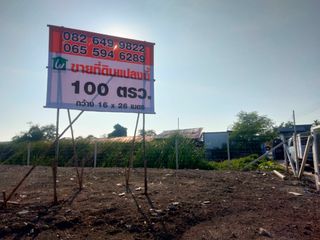 082 649 9822
065 594 6289
ขายที่ดินแปลงนี้
100 ตรว.
กว้าง 16 x 26 เมตร